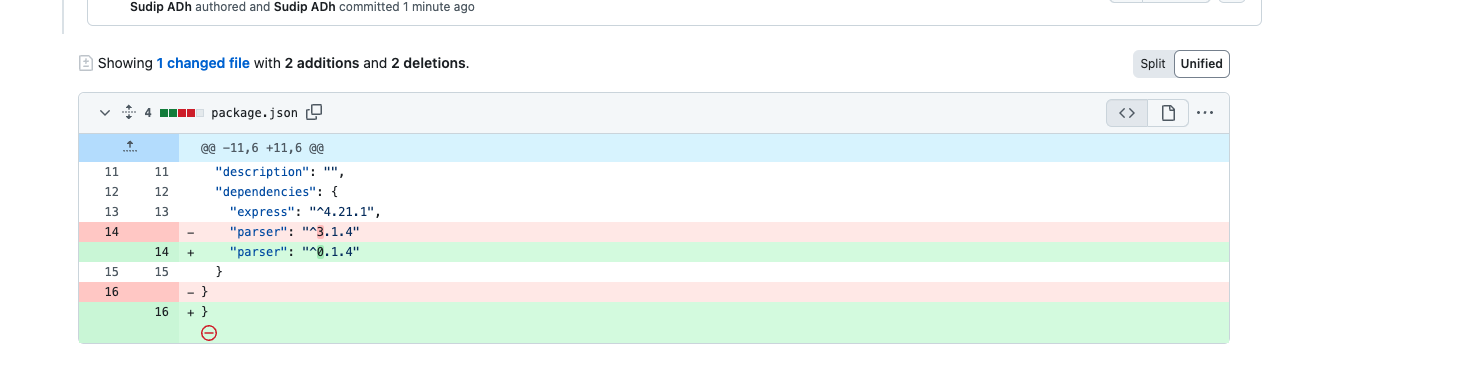 Sudip ADh authored and Sudip ADh committed 1 minute ago
Showing 1 changed file with 2 additions and 2 deletions.
Split Unified
4 package.json
@@ -11,6 +11,6 @@
11 11 "description": "",
12 12 "dependencies": {
13 13 "express": "^4.21.1",
14 - "parser": "^3.1.4"
14 + "parser": "^0.1.4"
15 15 }
16 - }
16 + }